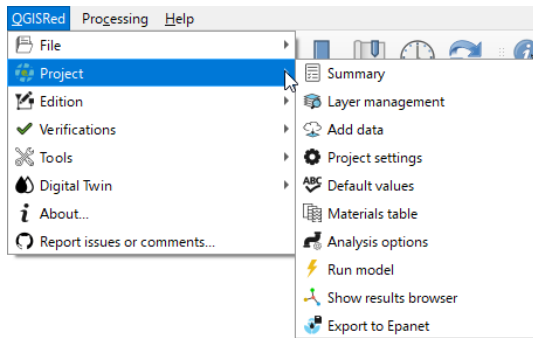 QGISRed Processing Help
File
Project
Edition
Verifications
Tools
Digital Twin
About...
Report issues or comments...
Summary
Layer management
Add data
Project settings
ABC
Default values
Materials table
Analysis options
Run model
Show results browser
Export to Epanet